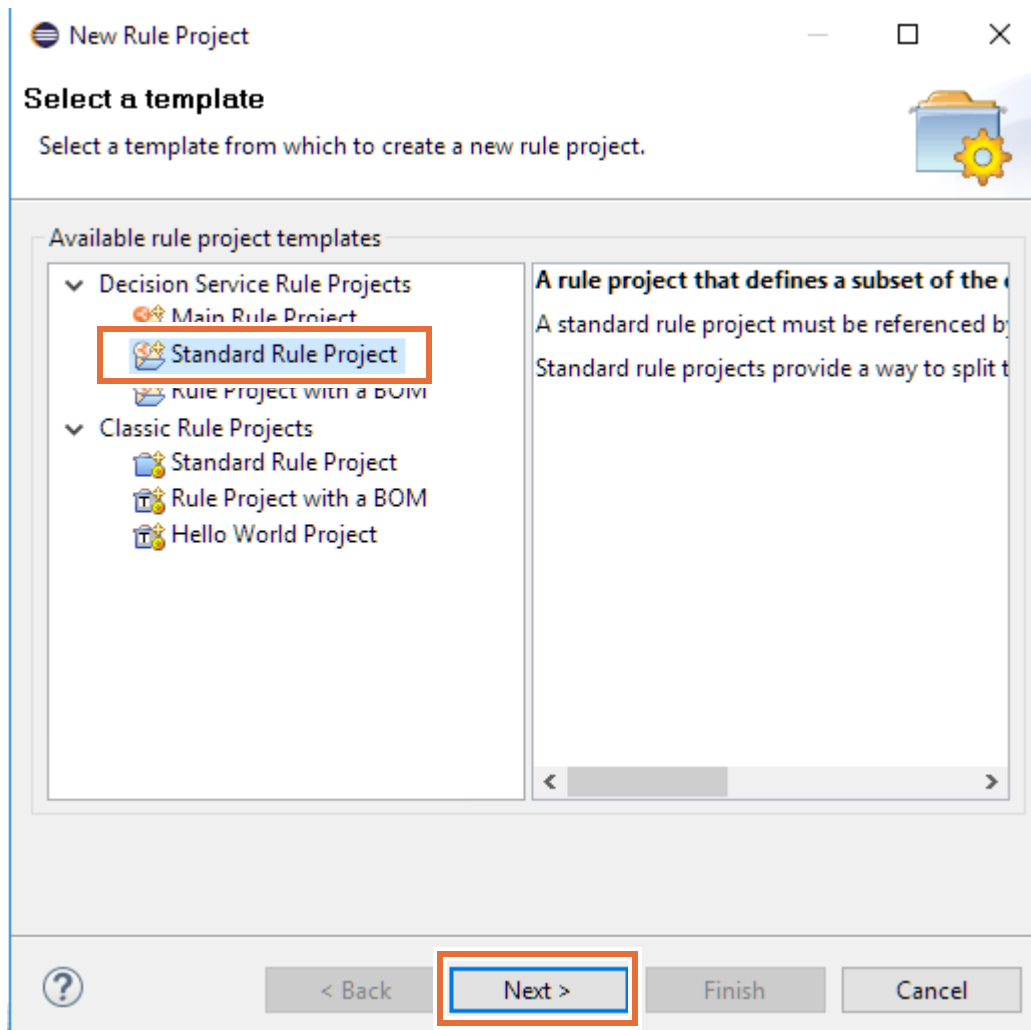 New Rule Project
Select a template
Select a template from which to create a new rule project.
Available rule project templates
Decision Service Rule Projects
Main Rule Project
Standard Rule Project
Rule Project with a BOM
Classic Rule Projects
Standard Rule Project
Rule Project with a BOM
Hello World Project
A rule project that defines a subset of the
A standard rule project must be referenced by
Standard rule projects provide a way to split
< Back
Next >
Finish
Cancel